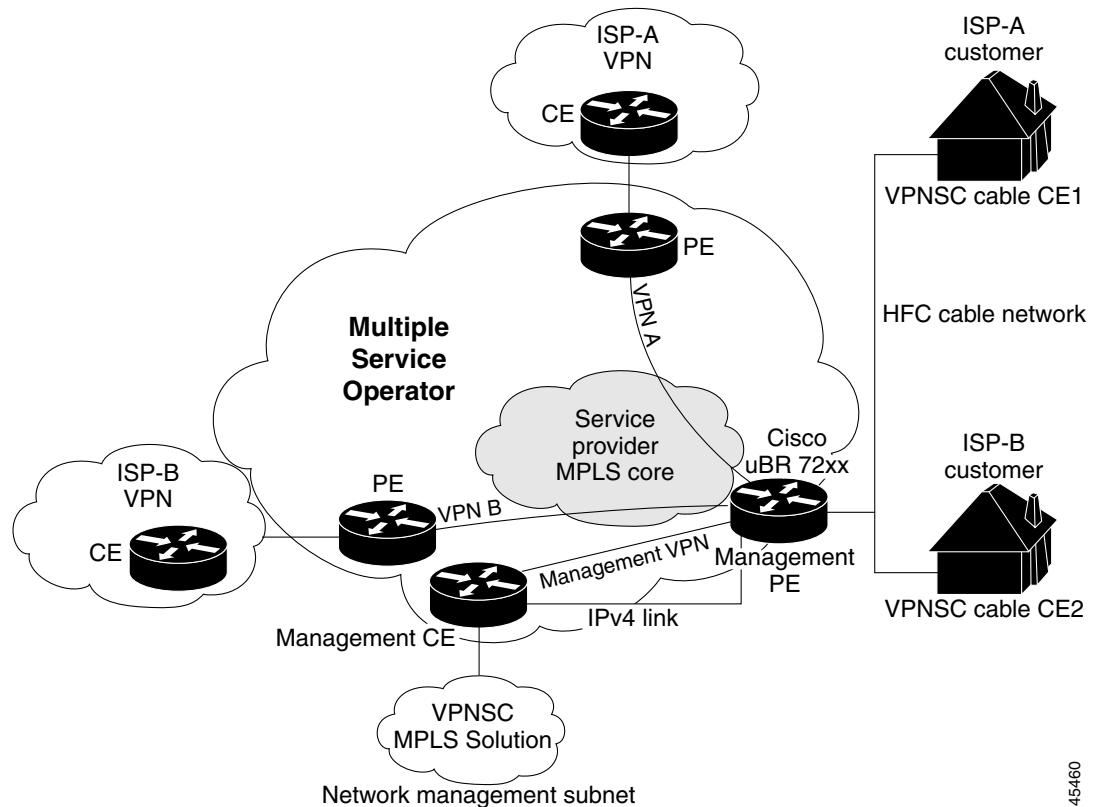 ISP-A
VPN
CE
ISP-A
customer
VPNSC cable CE1
PE
VPN A
HFC cable network
Multiple
Service
Operator
Service
provider
MPLS core
Cisco
uBR 72xx
ISP-B
customer
ISP-B
VPN
CE
PE
VPN B
Management VPN
Management
PE
VPNSC cable CE2
IPv4 link
Management CE
VPNSC
MPLS Solution
Network management subnet
45460